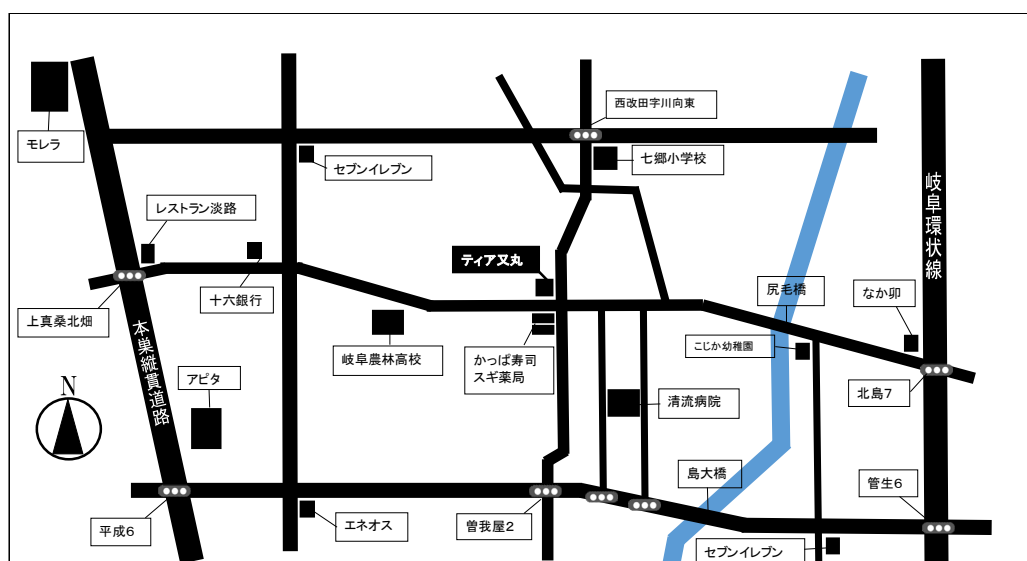 西改田字川向東
モレラ
セブンイレブン
七郷小学校
岐阜環状線
レストラン淡路
ティア又丸
十六銀行
尻毛橋
なか卯
上真桑北畑
本巣縦貫道路
岐阜農林高校
かっぱ寿司
スギ薬局
こじか幼稚園
アピタ
N
清流病院
北島7
島大橋
管生6
平成6
エネオス
曽我屋2
セブンイレブン